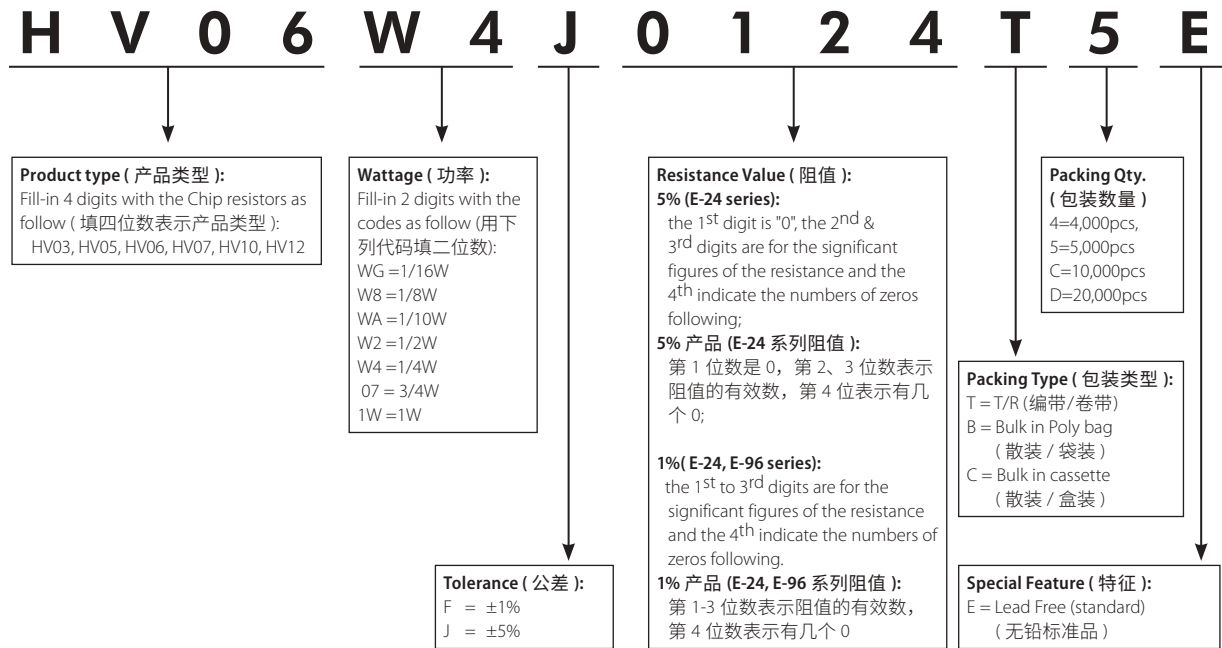 H V 0 6 W 4 J 0 1 2 4 T 5 E
Product type ( 产品类型 ):
Fill-in 4 digits with the Chip resistors as
follow ( 填四位数表示产品类型 ):
HV03, HV05, HV06, HV07, HV10, HV12
Wattage ( 功率 ):
Fill-in 2 digits with the
codes as follow (用下
列代码填二位数):
WG =1/16W
W8 =1/8W
WA =1/10W
W2 =1/2W
W4 =1/4W
07 = 3/4W
1W =1W
Tolerance ( 公差 ):
F = ±1%
J = ±5%
Resistance Value ( 阻值 ):
5% (E-24 series):
the 1st digit is "0", the 2nd &
3rd digits are for the significant
figures of the resistance and the
4th indicate the numbers of zeros
following;
5% 产品 (E-24 系列阻值 ):
第 1 位数是 0，第 2、3 位数表示
阻值的有效数，第 4 位表示有几
个 0;
1%( E-24, E-96 series):
the 1st to 3rd digits are for the
significant figures of the resistance
and the 4th indicate the numbers of
zeros following.
1% 产品 (E-24, E-96 系列阻值 ):
第 1-3 位数表示阻值的有效数，
第 4 位数表示有几个 0
Packing Qty.
( 包装数量 )
4=4,000pcs,
5=5,000pcs
C=10,000pcs
D=20,000pcs
Packing Type ( 包装类型 ):
T = T/R (编带/卷带)
B = Bulk in Poly bag
( 散装 / 袋装 )
C = Bulk in cassette
( 散装 / 盒装 )
Special Feature ( 特征 ):
E = Lead Free (standard)
( 无铅标准品 )